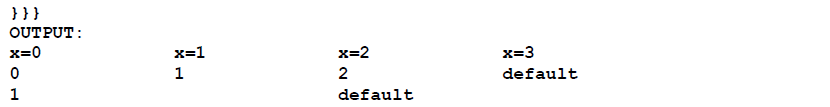 }}}
OUTPUT:
x=0 x=1 x=2 x=3
0 1 2 default
1 default